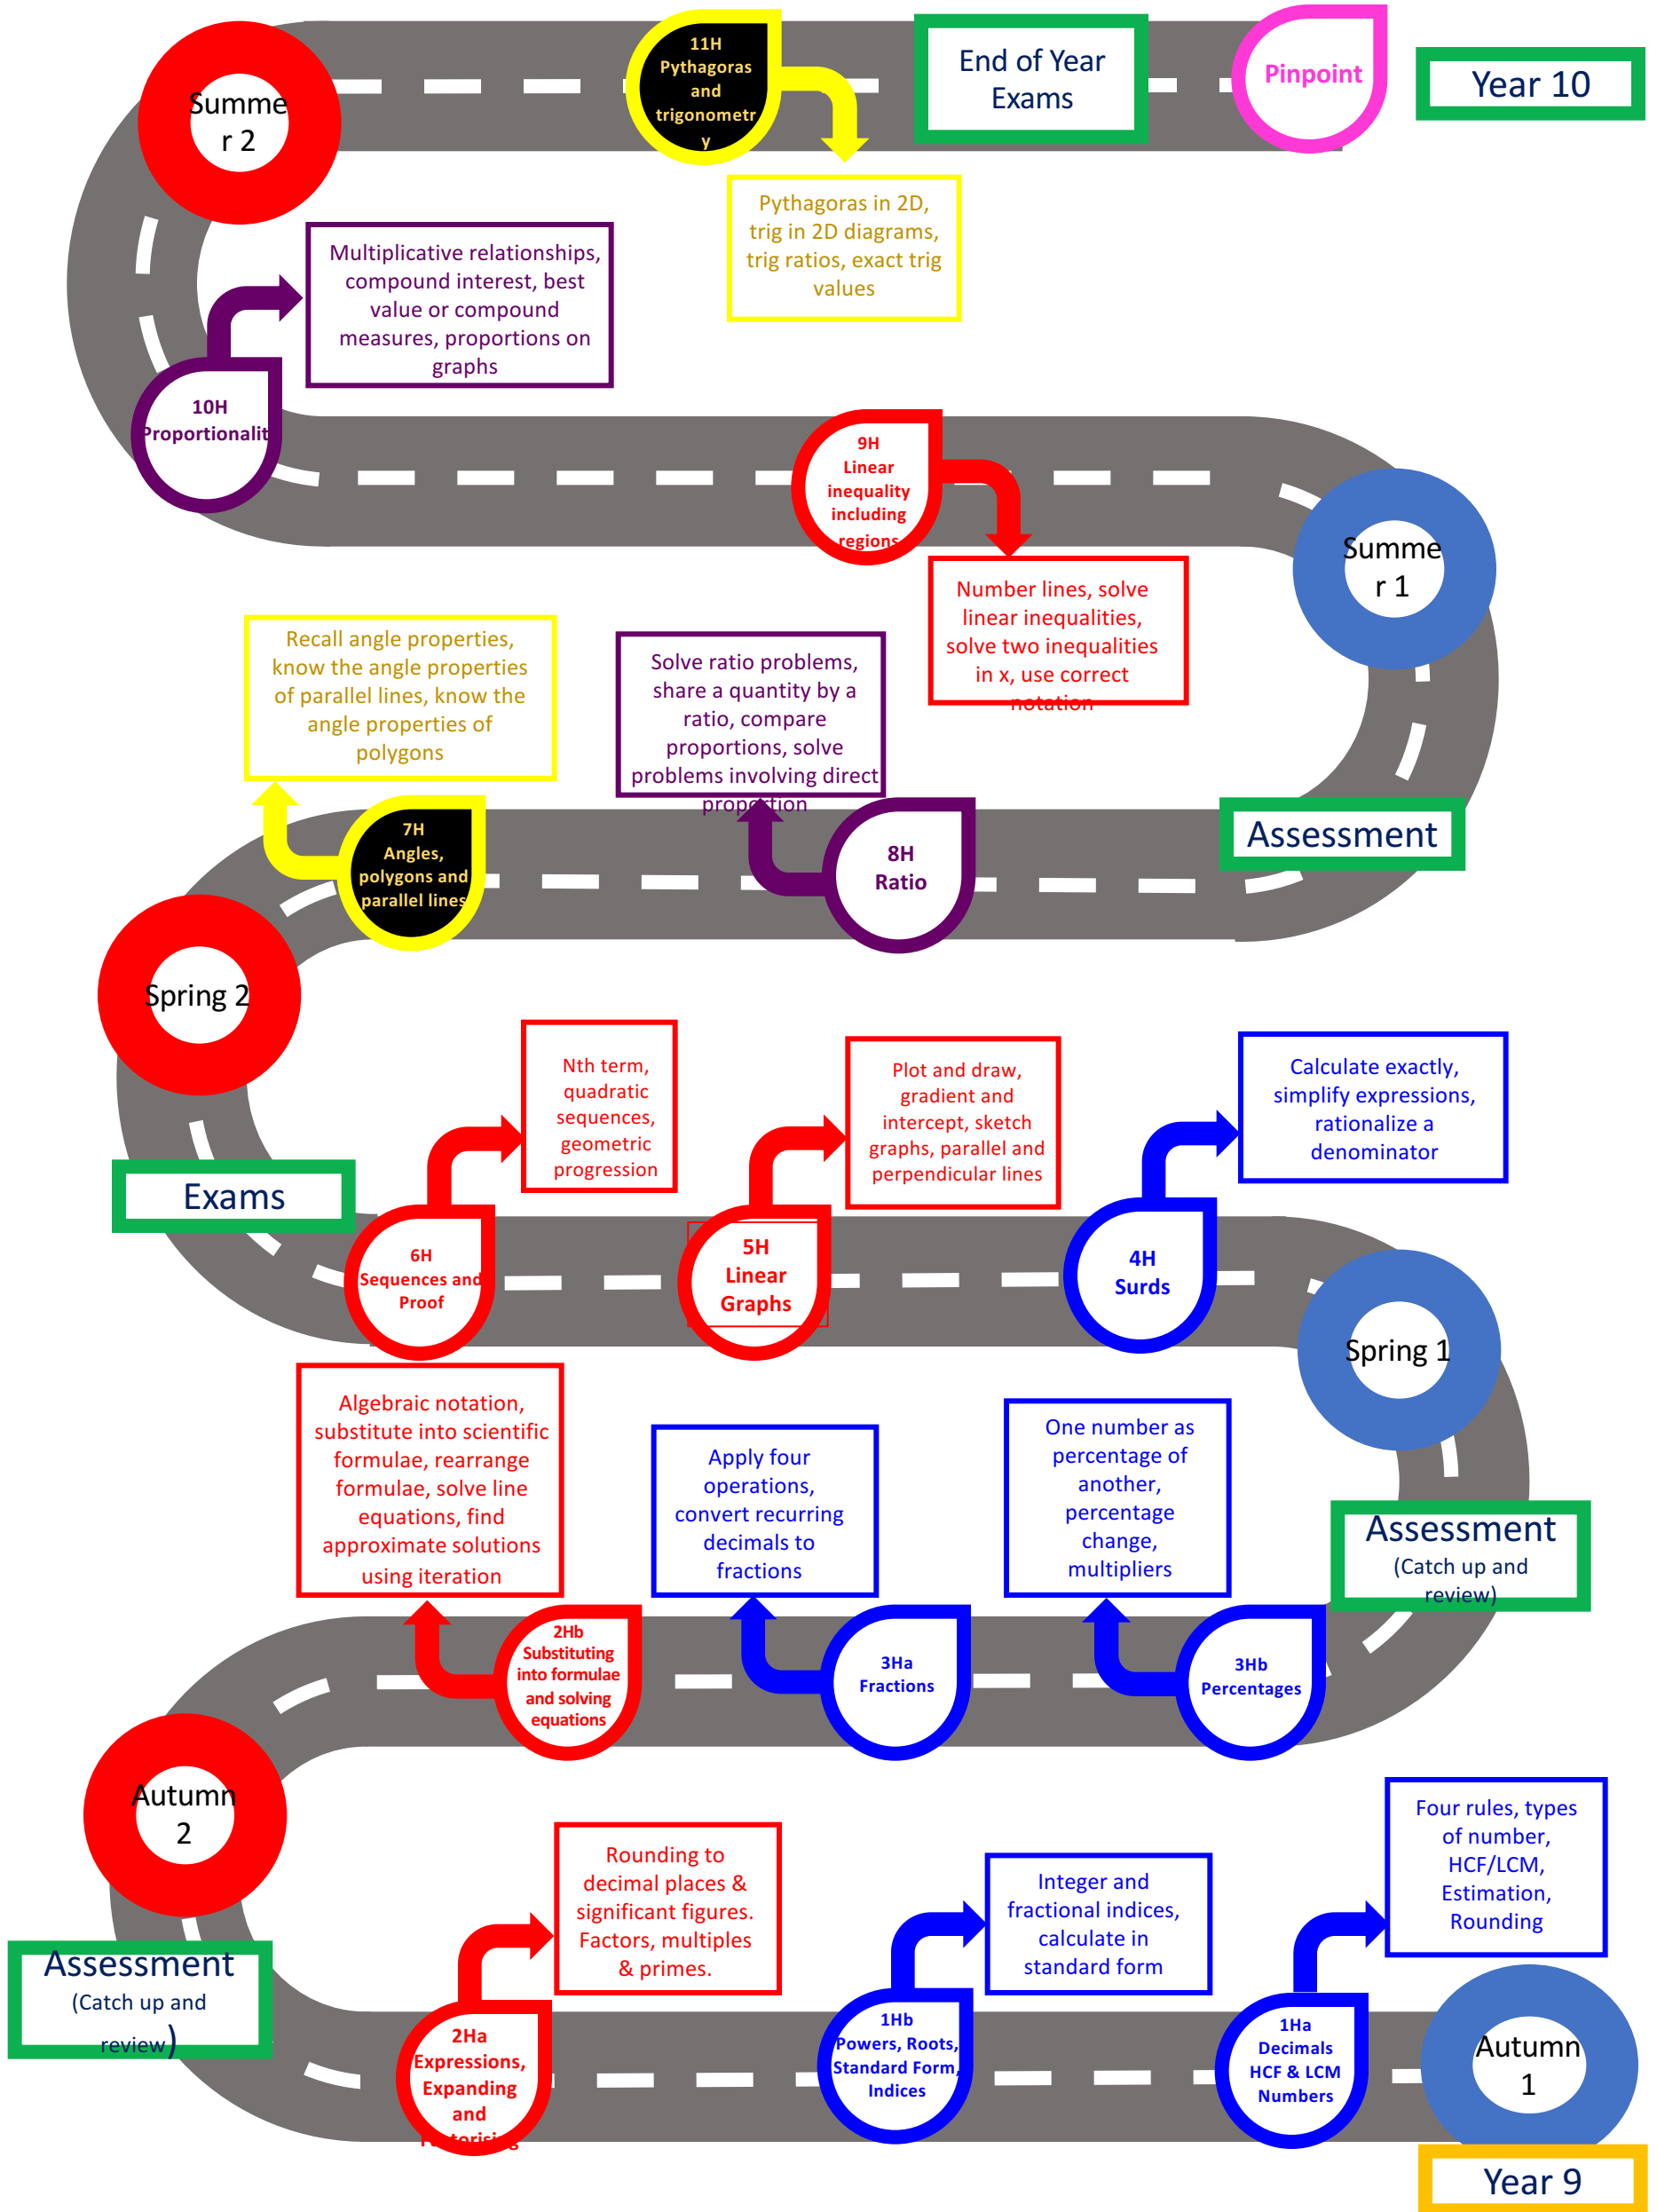 11H
Pythagoras
and
trigonometr
y
End of Year
Exams
Pinpoint
Year 10
Summe
r 2
Pythagoras in 2D,
trig in 2D diagrams,
trig ratios, exact trig
values
Multiplicative relationships,
compound interest, best
value or compound
measures, proportions on
graphs
10H
Proportionalit
9H
Linear
inequality
including
regions
Summe
r 1
Number lines, solve
linear inequalities,
solve two inequalities
in x, use correct
notation
Recall angle properties,
know the angle properties
of parallel lines, know the
angle properties of
polygons
Solve ratio problems,
share a quantity by a
ratio, compare
proportions, solve
problems involving direct
proportion
7H
Angles,
polygons and
parallel lines
8H
Ratio
Assessment
Spring 2
Nth term,
quadratic
sequences,
geometric
progression
Plot and draw,
gradient and
intercept, sketch
graphs, parallel and
perpendicular lines
Calculate exactly,
simplify expressions,
rationalize a
denominator
Exams
6H
Sequences and
Proof
5H
Linear
Graphs
4H
Surds
Spring 1
Algebraic notation,
substitute into scientific
formulae, rearrange
formulae, solve line
equations, find
approximate solutions
using iteration
Apply four
operations,
convert recurring
decimals to
fractions
One number as
percentage of
another,
percentage
change,
multipliers
Assessment
(Catch up and
review)
2Hb
Substituting
into formulae
and solving
equations
3Ha
Fractions
3Hb
Percentages
Autumn
2
Rounding to
decimal places &
significant figures.
Factors, multiples
& primes.
Integer and
fractional indices,
calculate in
standard form
Four rules, types
of number,
HCF/LCM,
Estimation,
Rounding
Assessment
(Catch up and
review)
2Ha
Expressions,
Expanding
and
Factorising
1Hb
Powers, Roots,
Standard Form,
Indices
1Ha
Decimals
HCF & LCM
Numbers
Autumn
1
Year 9